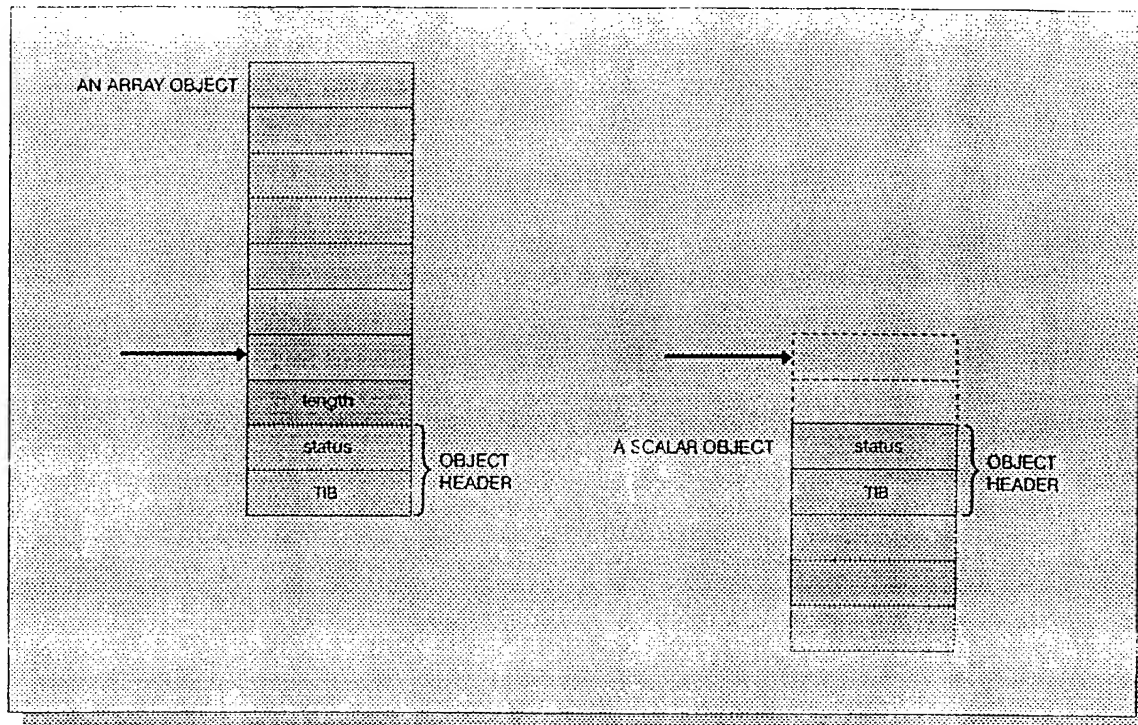 AN ARRAY OBJECT
length
status
TIB
OBJECT
HEADER
A SCALAR OBJECT
status
TIB
OBJECT
HEADER